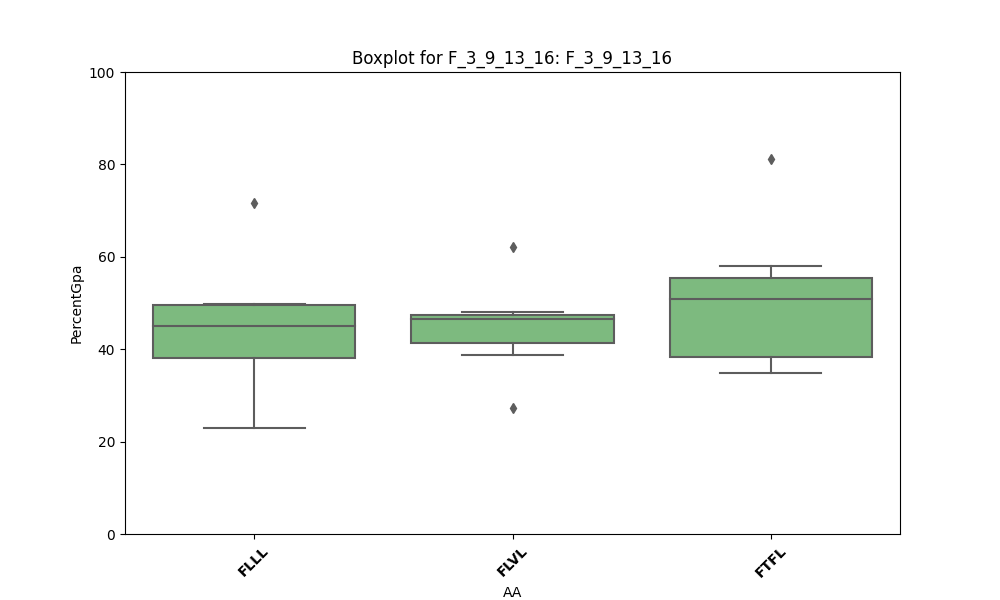 Boxplot for F_3_9_13_16: F_3_9_13_16
100
80
60
40
20
0
PercentGpa
FLLL
FLVL
FTFL
AA